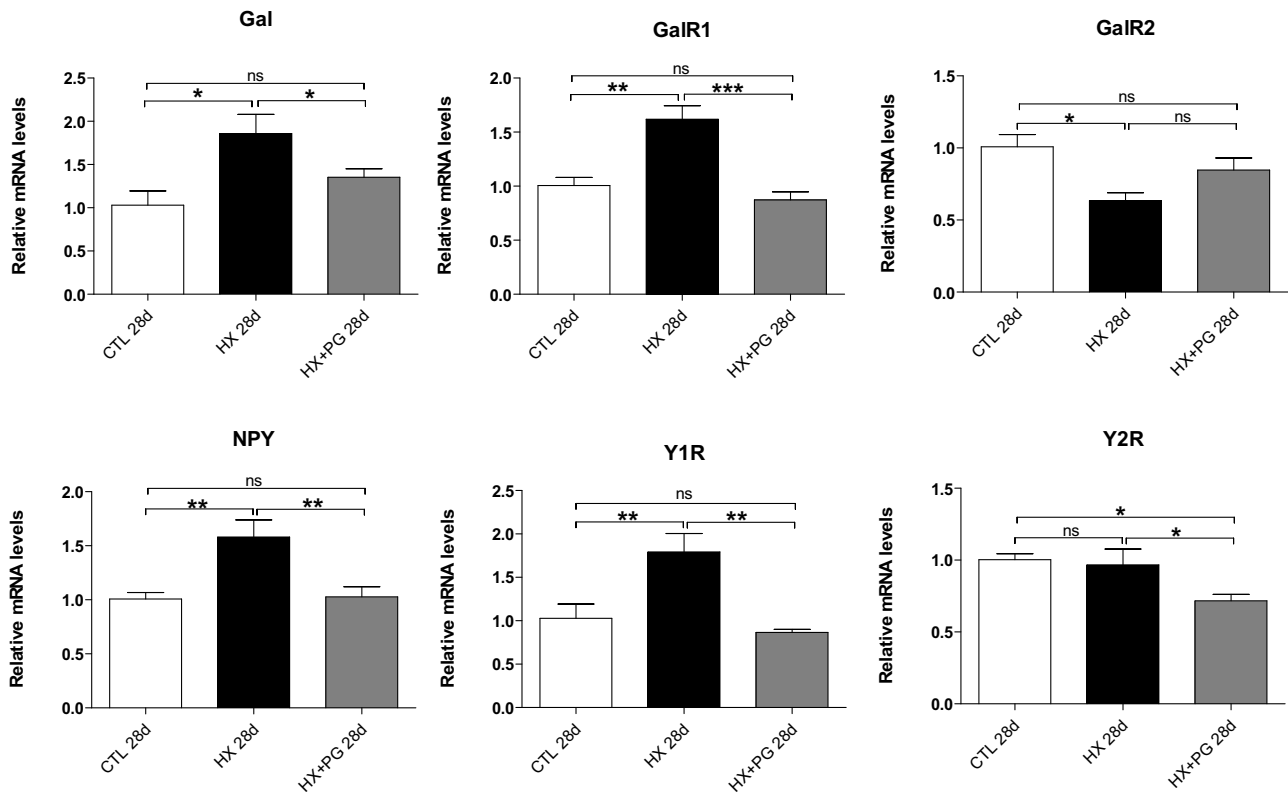 Gal
Relative mRNA levels
2.5
2.0
1.5
1.0
0.5
0.0
ns
*
*
CTL 28d
HX 28d
HX+PG 28d
GalR1
Relative mRNA levels
2.0
1.5
1.0
0.5
0.0
ns
**
***
CTL 28d
HX 28d
HX+PG 28d
GalR2
Relative mRNA levels
1.5
1.0
0.5
0.0
ns
*
ns
CTL 28d
HX 28d
HX+PG 28d
NPY
Relative mRNA levels
2.0
1.5
1.0
0.5
0.0
ns
**
**
CTL 28d
HX 28d
HX+PG 28d
Y1R
Relative mRNA levels
2.5
2.0
1.5
1.0
0.5
0.0
ns
**
**
CTL 28d
HX 28d
HX+PG 28d
Y2R
Relative mRNA levels
1.5
1.0
0.5
0.0
*
ns
*
CTL 28d
HX 28d
HX+PG 28d